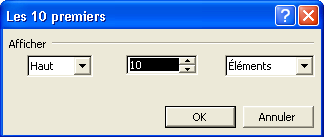 Les 10 premiers
Afficher
Haut 10 Éléments
OK Annuler